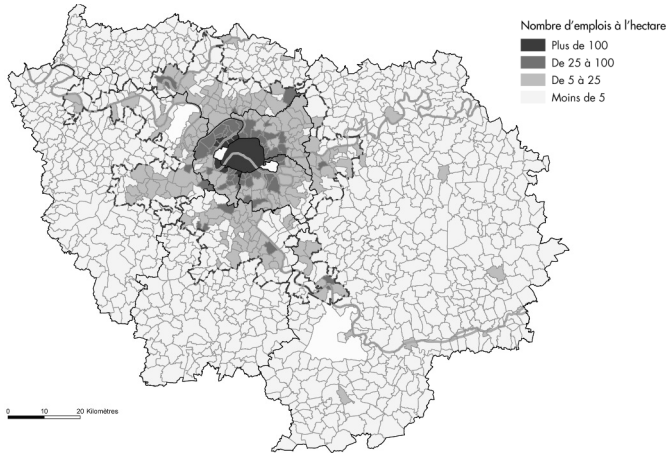 Nombre d'emplois à l'hectare
Plus de 100
De 25 à 100
De 5 à 25
Moins de 5
0 10 20 Kilomètres